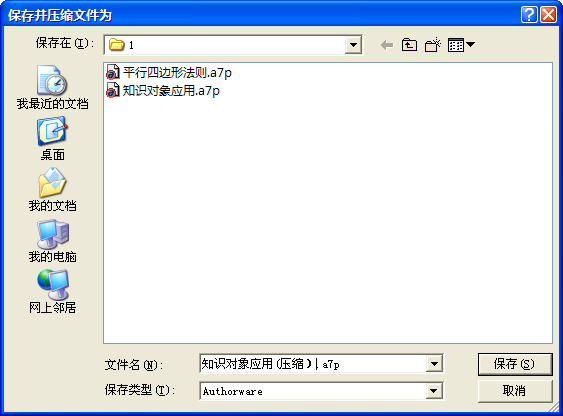 保存并压缩文件为
保存在(I):
1
平行四边形法则.a7p
知识对象应用.a7p
我最近的文档
桌面
我的文档
我的电脑
网上邻居
文件名(N):
知识对象应用(压缩).a7p
保存(S)
保存类型(T):
Authorware
取消